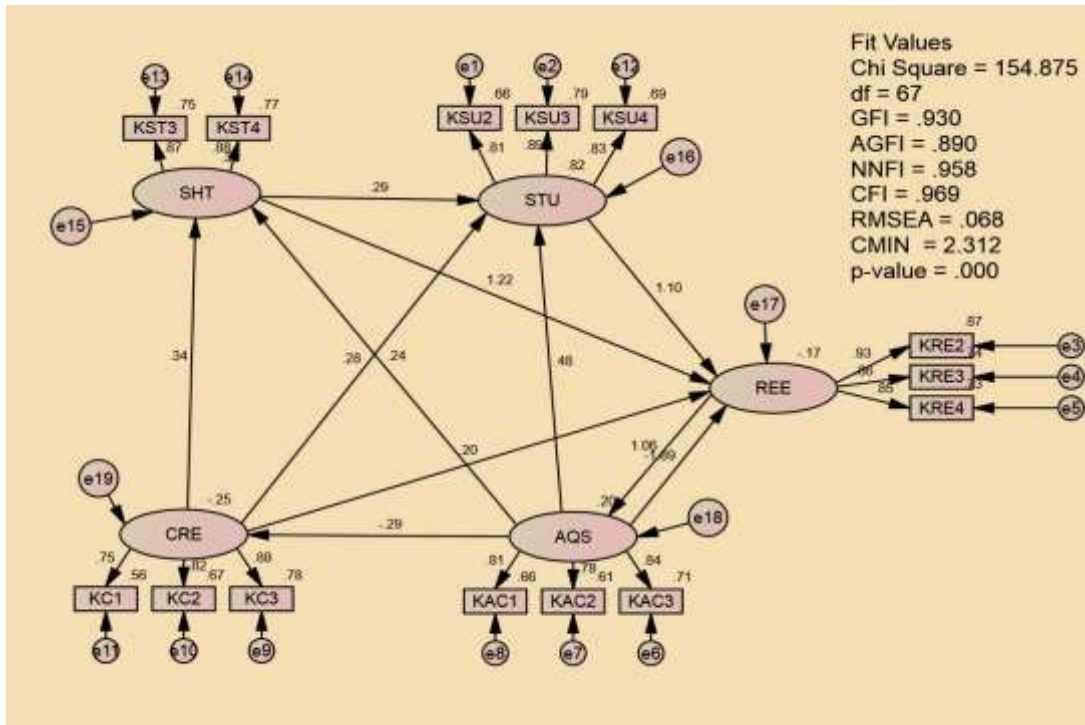 Fit Values
Chi Square = 154.875
df = 67
GFI = .930
AGFI = .890
NNFI = .958
CFI = .969
RMSEA = .068
CMIN = 2.312
p-value = .000
e13 e14
.75 .77
KST3 KST4
.87 .88
SHT
e15
e1 e2 e12
.66 .79 .69
KSU2 KSU3 KSU4
.81 .89 .83
.82
e16
STU
.29
1.22
1.10
.34
.28 .24
.48
.20
1.06
e17
-.17
REE
.93 .86 .85
.87
KRE2 e3
KRE3 e4
KRE4 e5
e19
-.25
CRE
-.29
.75 .82 .88
.56 .67 .78
KC1 KC2 KC3
e11 e10 e9
.20
e18
AQS
.81 .78 .84
.66 .61 .71
KAC1 KAC2 KAC3
e8 e7 e6